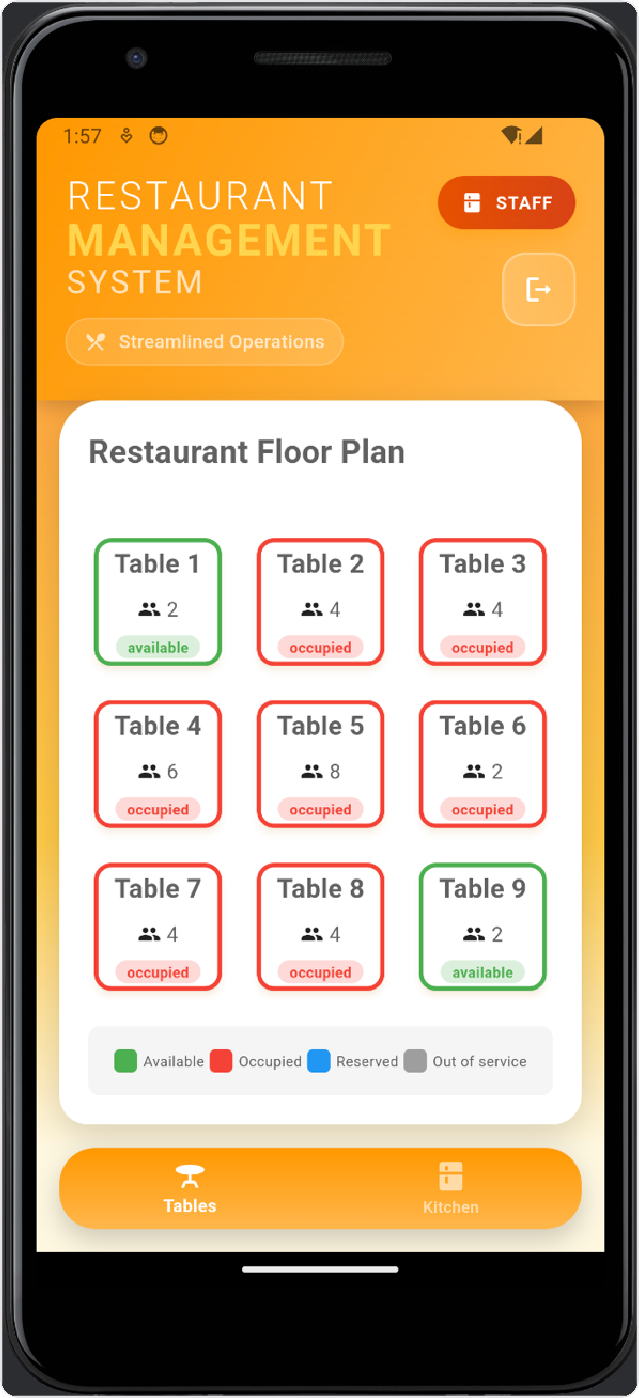 1:57
RESTAURANT
MANAGEMENT
SYSTEM
STAFF
Streamlined Operations
Restaurant Floor Plan
Table 1
2
available
Table 2
4
occupied
Table 3
4
occupied
Table 4
6
occupied
Table 5
8
occupied
Table 6
2
occupied
Table 7
4
occupied
Table 8
4
occupied
Table 9
2
available
Available Occupied Reserved Out of service
Tables
Kitchen